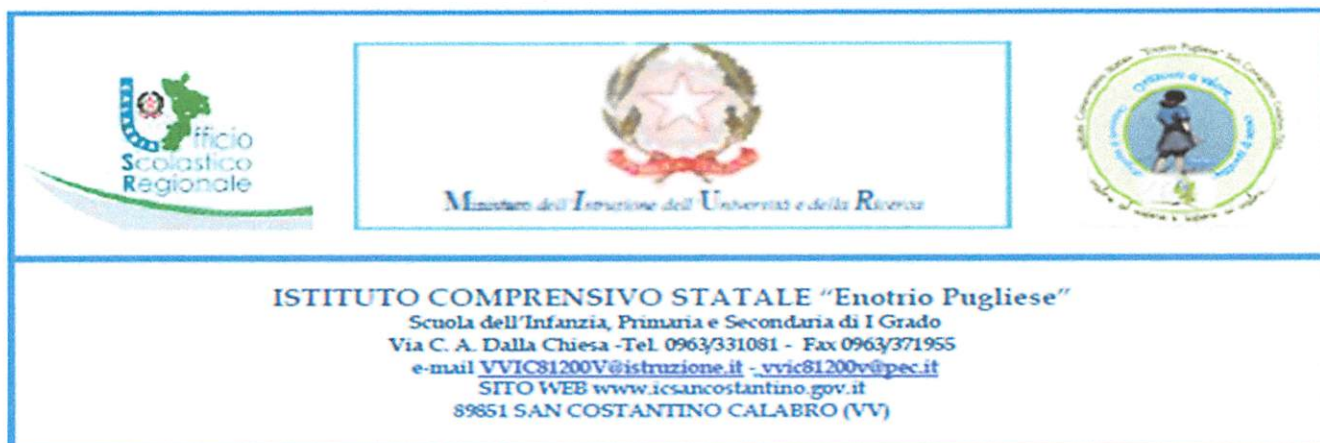 Ufficio
Scolastico
Regionale
Ministero dell'Istruzione dell'Università e della Ricerca
ISTITUTO COMPRENSIVO STATALE "Enotrio Pugliese"
Scuola dell'Infanzia, Primaria e Secondaria di I Grado
Via C. A. Dalla Chiesa -Tel. 0963/331081 - Fax 0963/371955
e-mail VVIC81200V@istruzione.it - vvic81200v@pec.it
SITO WEB www.icsancostantino.gov.it
89851 SAN COSTANTINO CALABRO (VV)